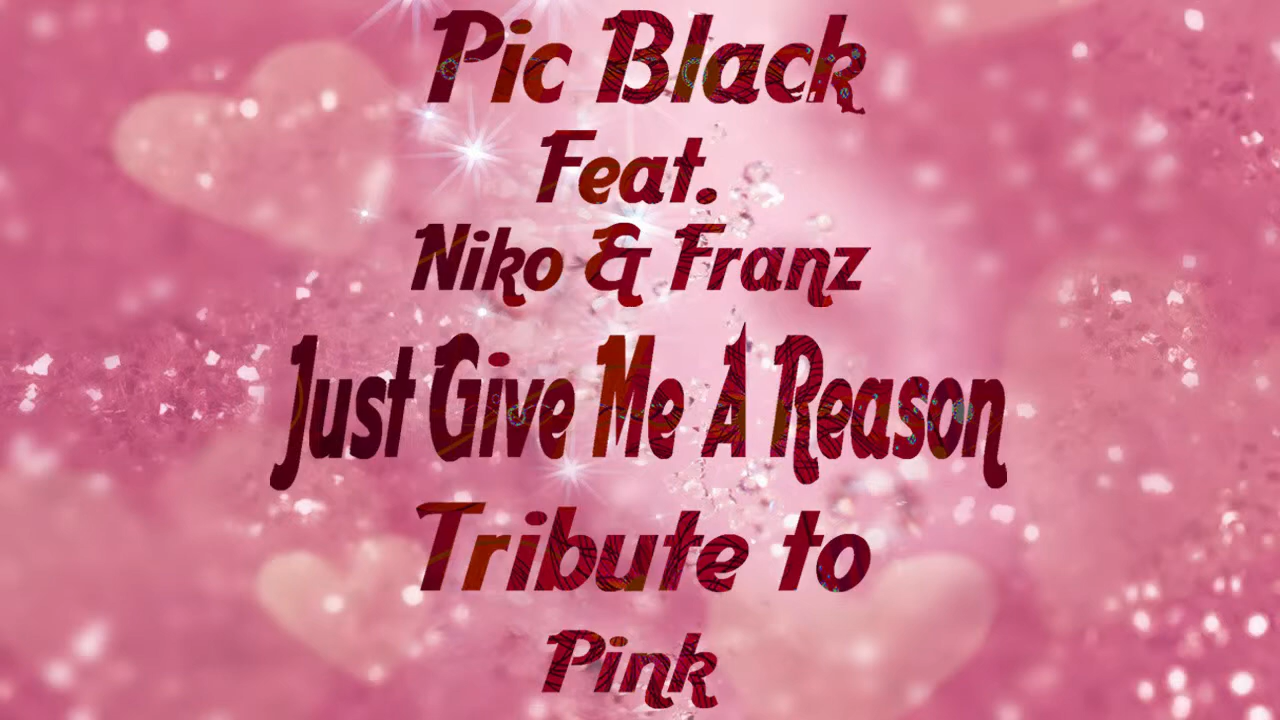 Pic Black
Feat.
Niko & Franz
Just Give Me A Reason
Tribute to
Pink